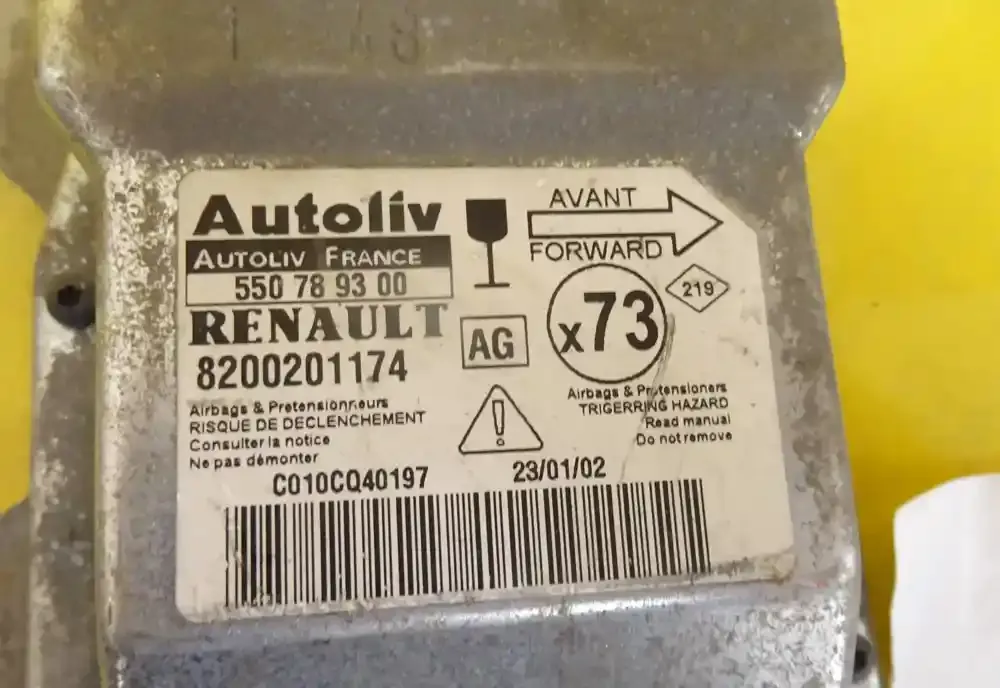 Autoliv
AUTOLIV FRANCE
550 78 93 00
RENAULT
8200201174
AG
AVANT
FORWARD
x73
219
Airbags & Pretensionneurs
RISQUE DE DECLENCHEMENT
Consulter la notice
Ne pas démonter
Airbags & Pretensioners
TRIGERRING HAZARD
Read manual
Do not remove
C010CQ40197
23/01/02